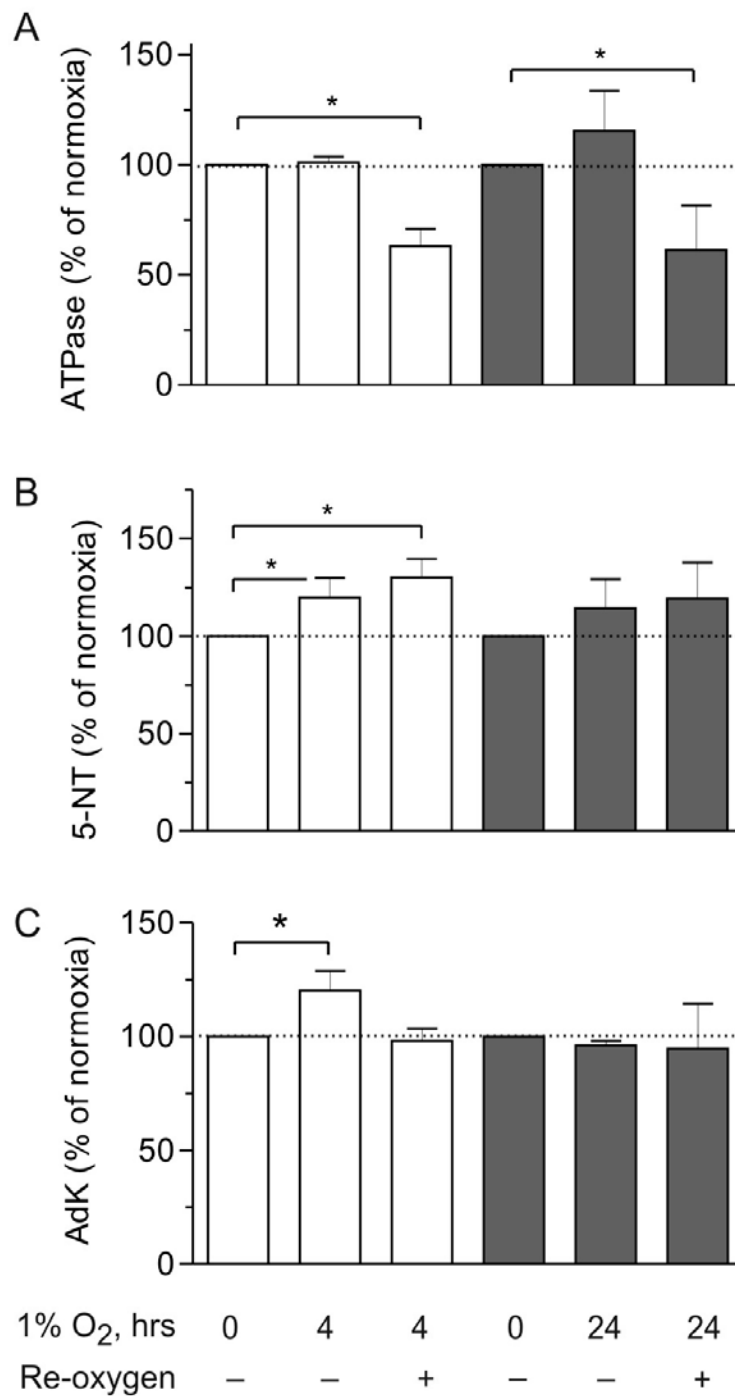 A
ATPase (% of normoxia)
150
100
50
0
*
*
B
5-NT (% of normoxia)
150
100
50
0
*
*
C
AdK (% of normoxia)
150
100
50
0
*
1% O₂, hrs 0 4 4 0 24 24
Re-oxygen – – + – – +